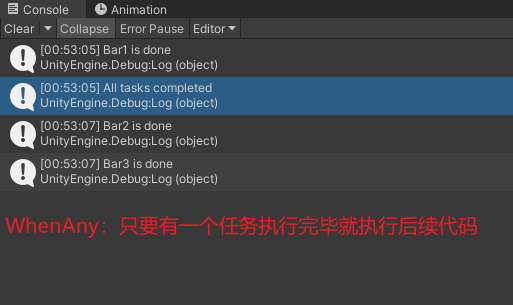 Console Animation
Clear Collapse Error Pause Editor
[00:53:05] Bar1 is done
UnityEngine.Debug:Log (object)
[00:53:05] All tasks completed
UnityEngine.Debug:Log (object)
[00:53:07] Bar2 is done
UnityEngine.Debug:Log (object)
[00:53:07] Bar3 is done
UnityEngine.Debug:Log (object)
WhenAny：只要有一个任务执行完毕就执行后续代码